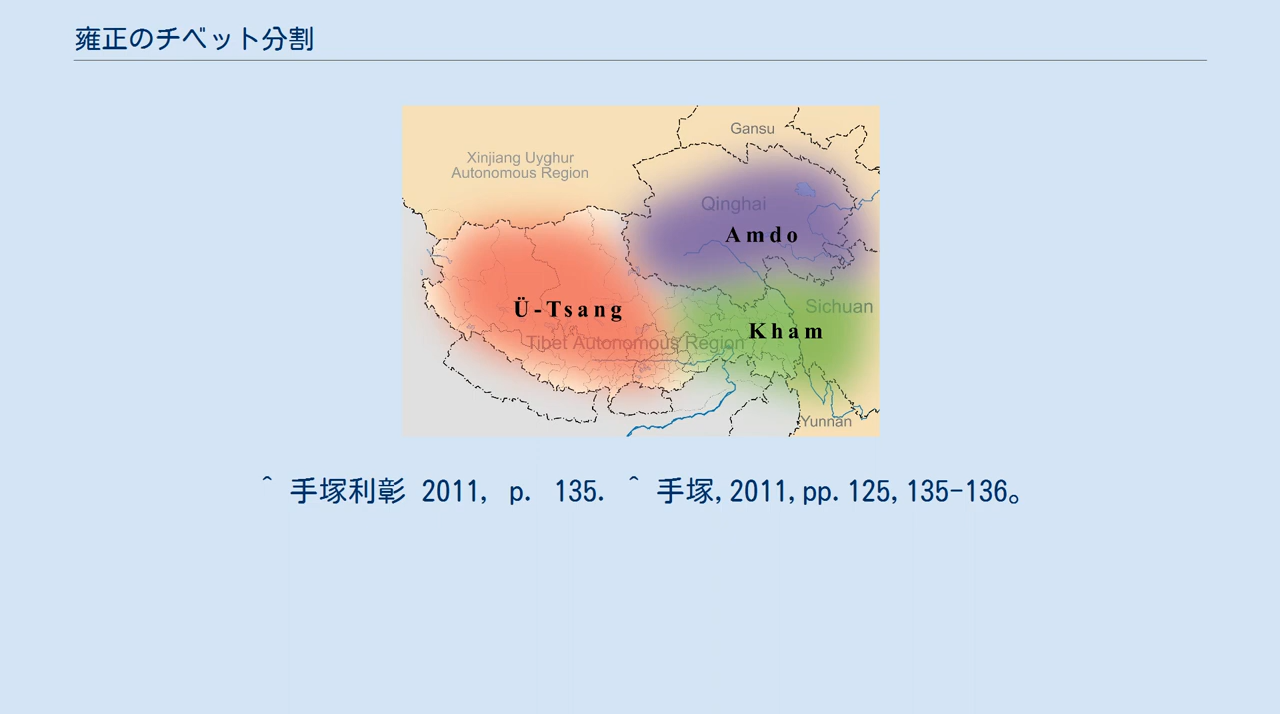 雍正のチベット分割
Gansu
Xinjiang Uyghur
Autonomous Region
Qinghai
Amdo
Ü-Tsang
Sichuan
Kham
Tibet Autonomous Region
Yunnan
^ 手塚利彰 2011, p. 135. ^ 手塚,2011,pp.125,135-136。